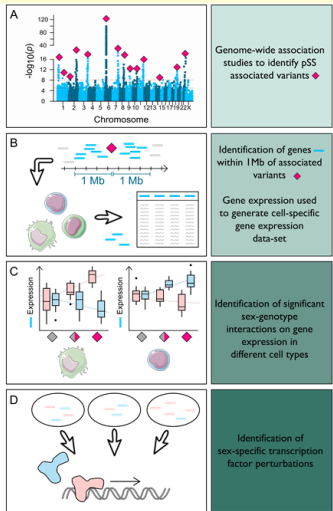 A
-log10(p)
120
80
40
16
12
8
4
0
1 2 3 4 5 6 7 8 9 10 11 12 13 15 17 19 22 X
Chromosome
Genome-wide association
studies to identify pSS
associated variants
B
1 Mb 1 Mb
Identification of genes
within 1Mb of associated
variants
Gene expression used
to generate cell-specific
gene expression
data-set
C
Expression
Expression
Identification of significant
sex-genotype
interactions on gene
expression in
different cell types
D
Identification of
sex-specific transcription
factor perturbations